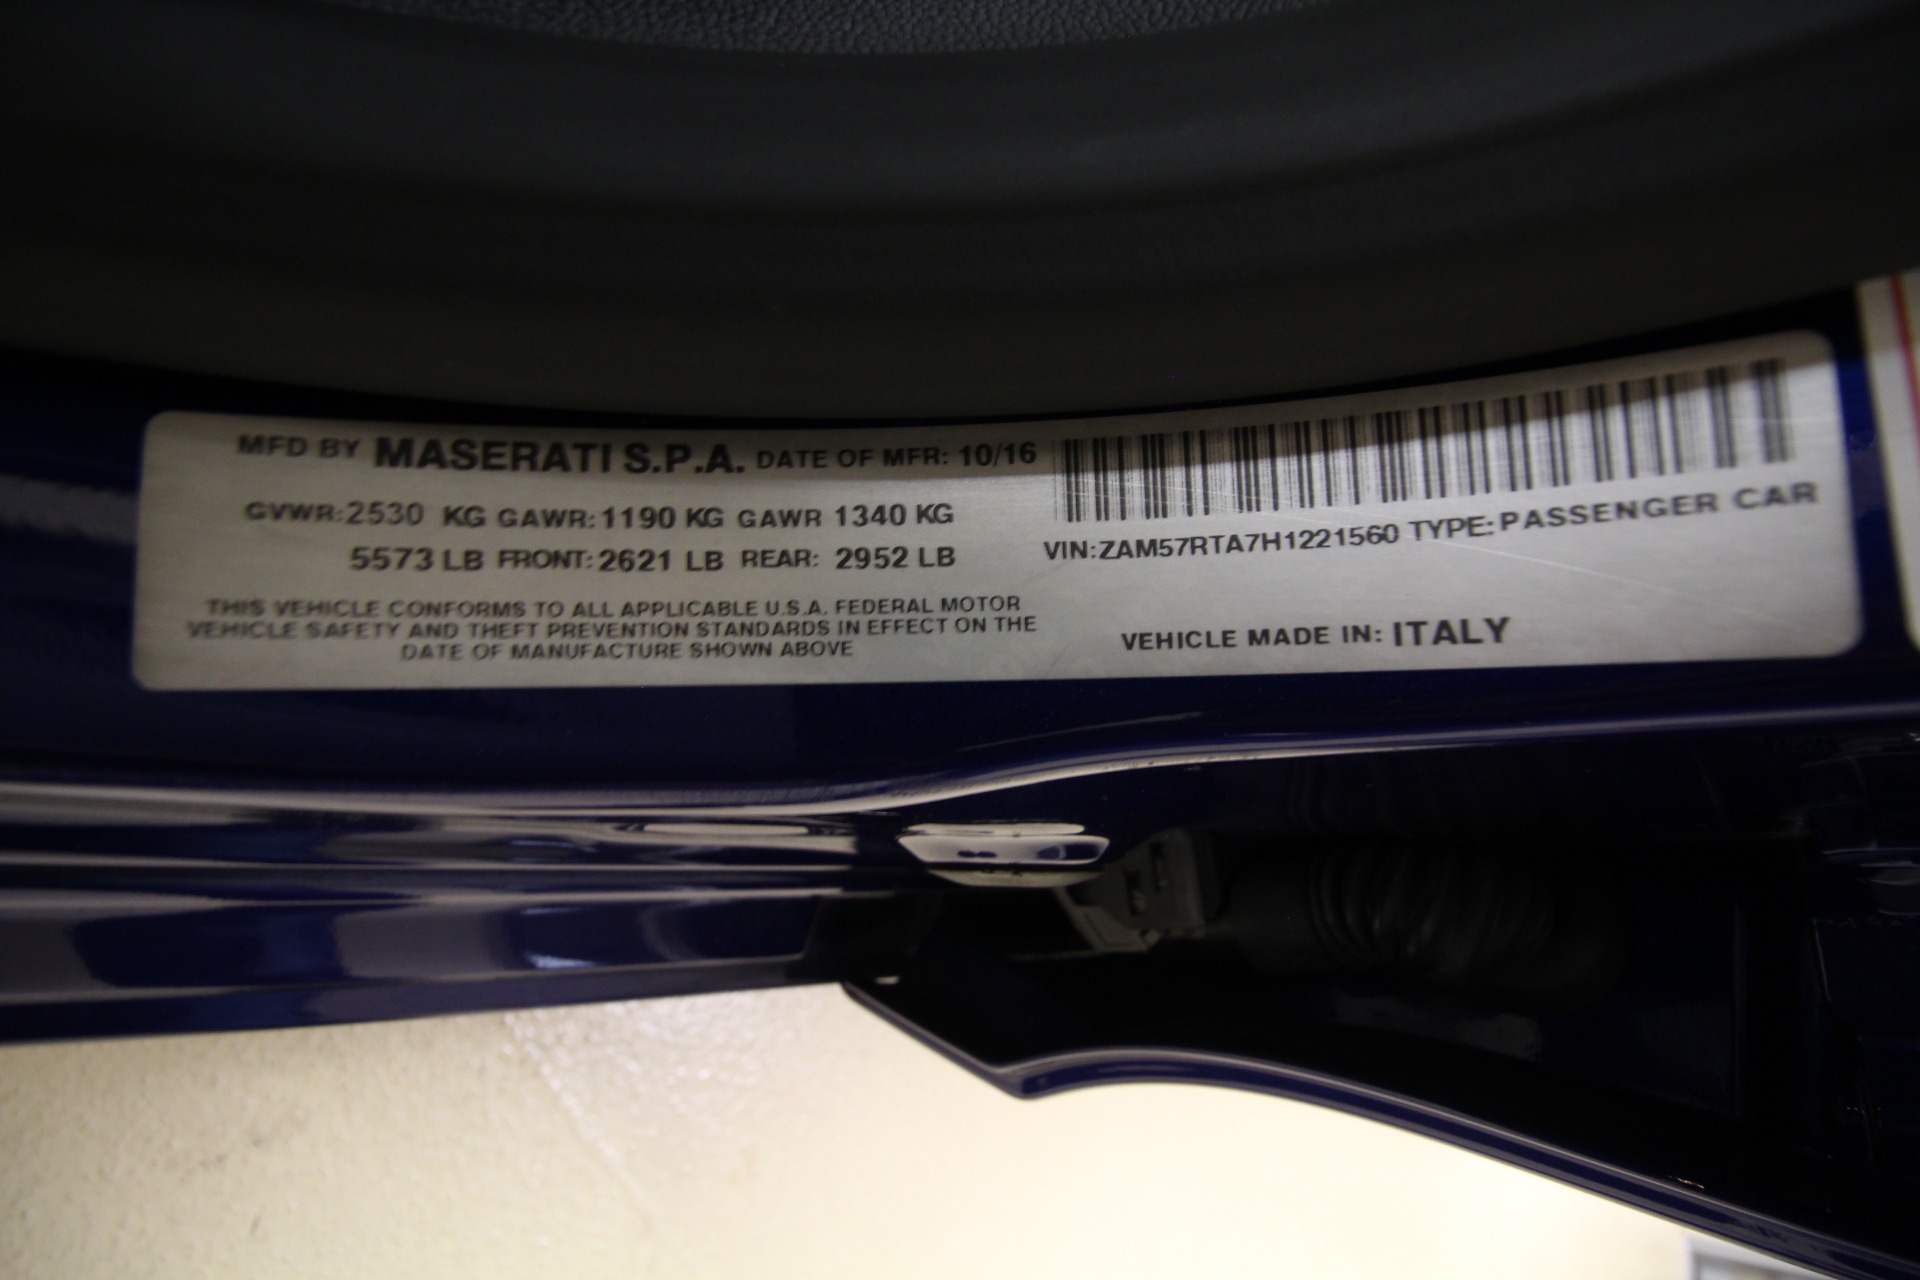 MFD BY MASERATI S.P.A. DATE OF MFR: 10/16
GVWR:2530 KG GAWR:1190 KG GAWR 1340 KG
5573 LB FRONT:2621 LB REAR: 2952 LB
THIS VEHICLE CONFORMS TO ALL APPLICABLE U.S.A. FEDERAL MOTOR
VEHICLE SAFETY AND THEFT PREVENTION STANDARDS IN EFFECT ON THE
DATE OF MANUFACTURE SHOWN ABOVE
VIN:ZAM57RTA7H1221560 TYPE:PASSENGER CAR
VEHICLE MADE IN: ITALY